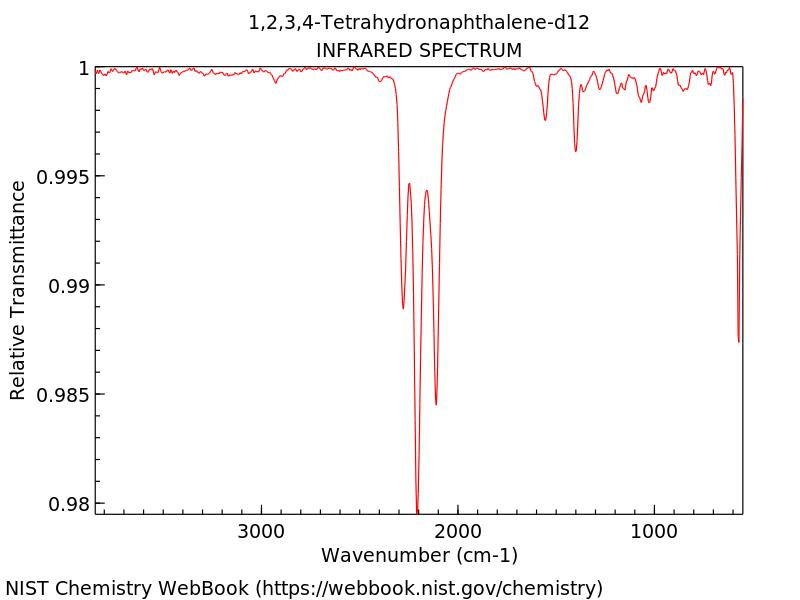 1,2,3,4-Tetrahydronaphthalene-d12
INFRARED SPECTRUM
1
0.995
0.99
0.985
0.98
Relative Transmittance
3000 2000 1000
Wavenumber (cm-1)
NIST Chemistry WebBook (https://webbook.nist.gov/chemistry)